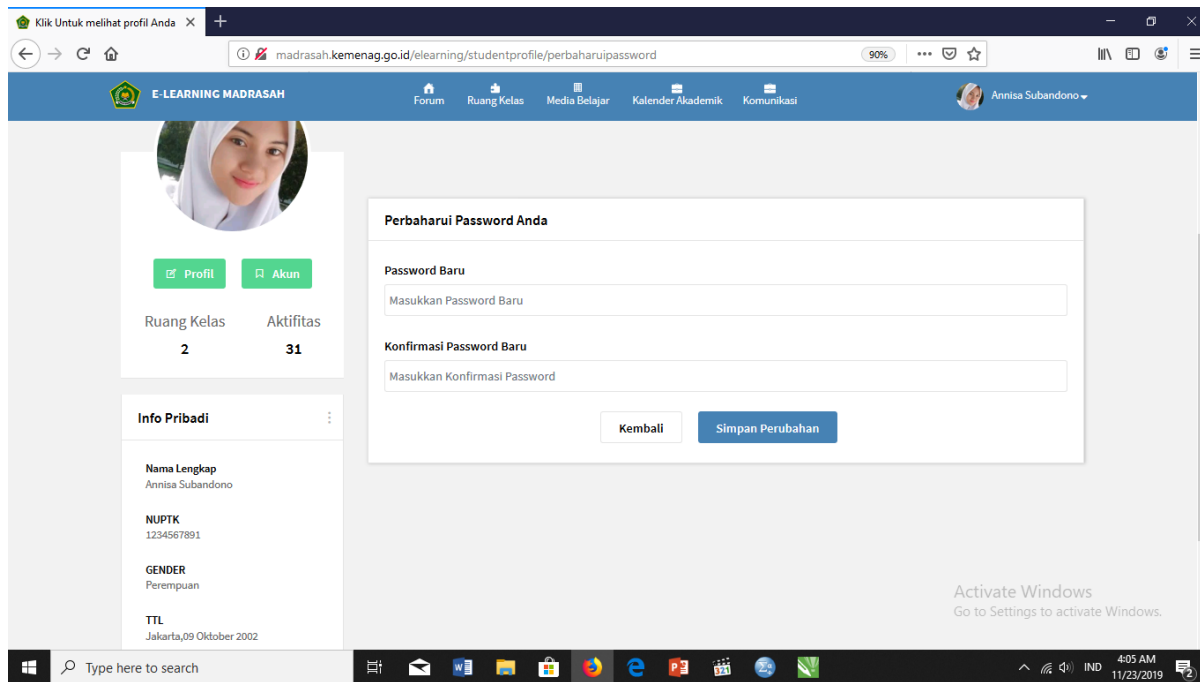 Klik Untuk melihat profil Anda
madrasah.kemenag.go.id/elearning/studentprofile/perbaharuipassword
90%
E-LEARNING MADRASAH
Forum
Ruang Kelas
Media Belajar
Kalender Akademik
Komunikasi
Annisa Subandono
Profil
Akun
Ruang Kelas
Aktifitas
2
31
Info Pribadi
Nama Lengkap
Annisa Subandono
NUPTK
1234567891
GENDER
Perempuan
TTL
Jakarta,09 Oktober 2002
Perbaharui Password Anda
Password Baru
Masukkan Password Baru
Konfirmasi Password Baru
Masukkan Konfirmasi Password
Kembali
Simpan Perubahan
Activate Windows
Go to Settings to activate Windows.
Type here to search
321
IND
4:05 AM
11/23/2019
2